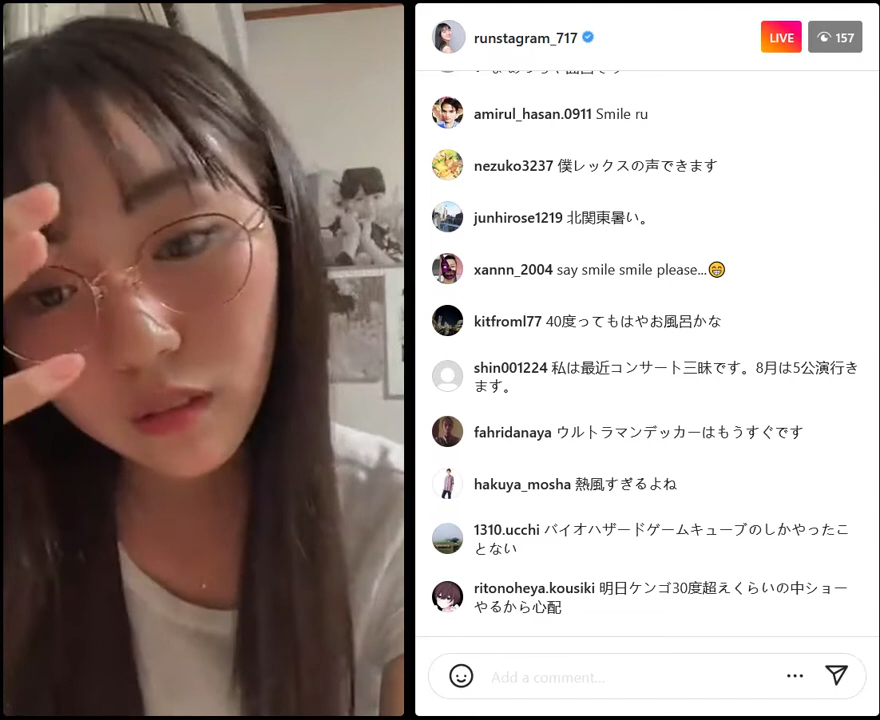 runstagram_717
LIVE
157
amirul_hasan.0911 Smile ru
nezuko3237 僕レックスの声できます
junhirose1219 北関東暑い。
xannn_2004 say smile smile please...😁
kitfroml77 40度ってもはやお風呂かな
shin001224 私は最近コンサート三昧です。8月は5公演行き
ます。
fahridanaya ウルトラマンデッカーはもうすぐです
hakuya_mosha 熱風すぎるよね
1310.ucchi バイオハザードゲームキューブのしかやったこ
とない
ritonoheya.kousiki 明日ケンゴ30度超えくらいの中ショー
やるから心配
Add a comment...